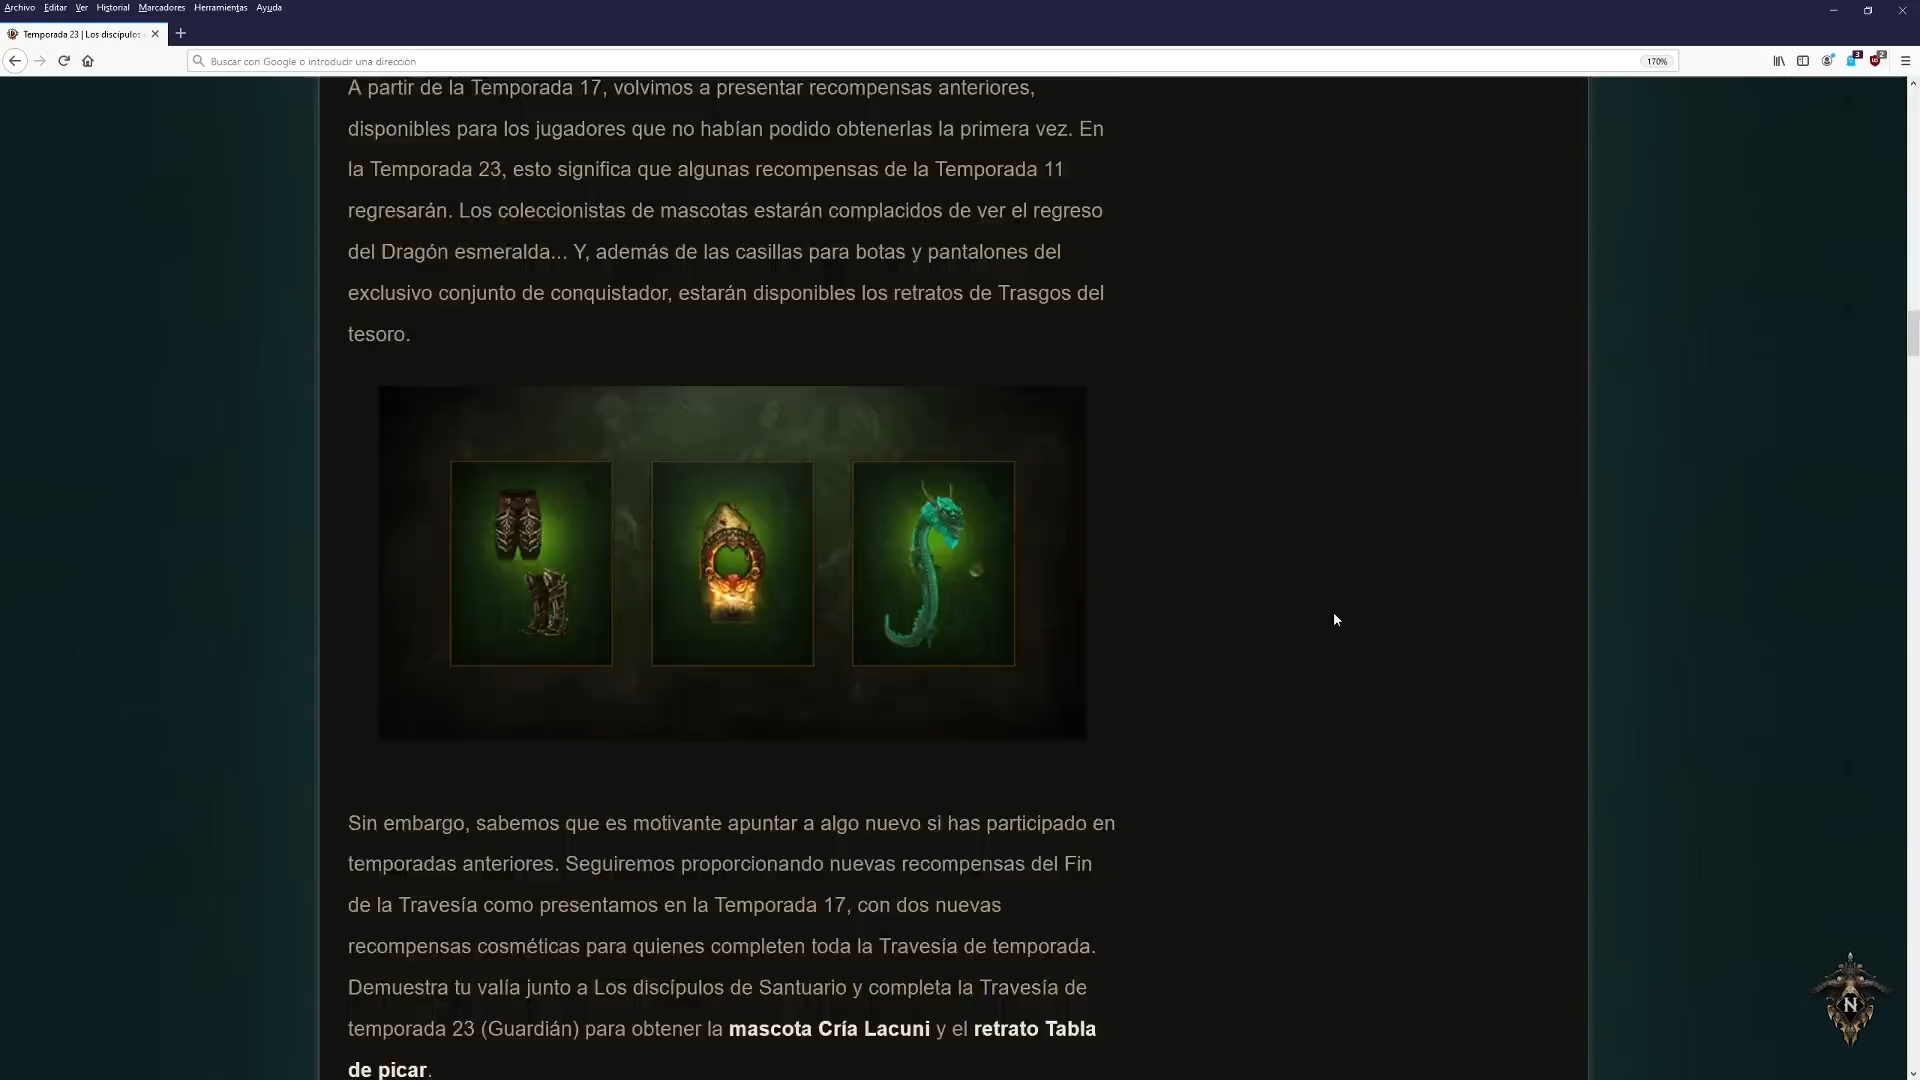 Archivo Editar Ver Historial Marcadores Herramientas Ayuda
Temporada 23 | Los discípulos
Buscar con Google o introducir una dirección
170%
3
2
A partir de la Temporada 17, volvimos a presentar recompensas anteriores,
disponibles para los jugadores que no habían podido obtenerlas la primera vez. En
la Temporada 23, esto significa que algunas recompensas de la Temporada 11
regresarán. Los coleccionistas de mascotas estarán complacidos de ver el regreso
del Dragón esmeralda... Y, además de las casillas para botas y pantalones del
exclusivo conjunto de conquistador, estarán disponibles los retratos de Trasgos del
tesoro.
Sin embargo, sabemos que es motivante apuntar a algo nuevo si has participado en
temporadas anteriores. Seguiremos proporcionando nuevas recompensas del Fin
de la Travesía como presentamos en la Temporada 17, con dos nuevas
recompensas cosméticas para quienes completen toda la Travesía de temporada.
Demuestra tu valía junto a Los discípulos de Santuario y completa la Travesía de
temporada 23 (Guardián) para obtener la mascota Cría Lacuni y el retrato Tabla
de picar.
N